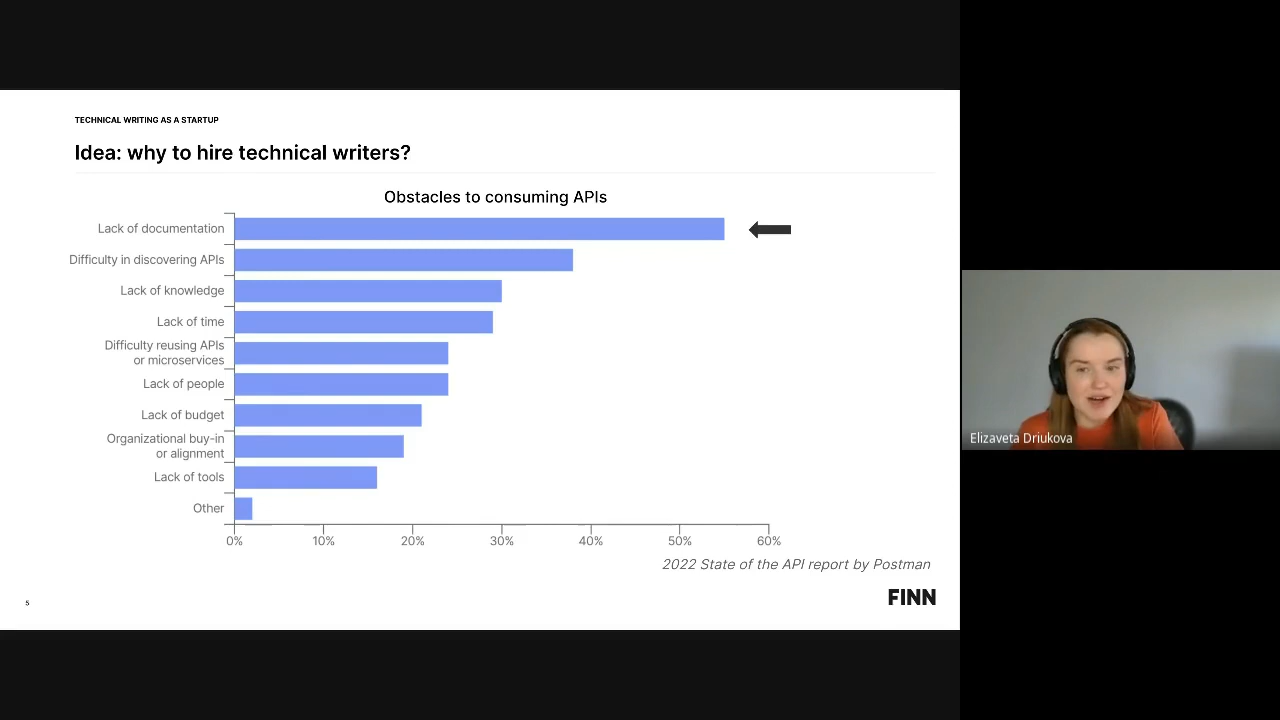 TECHNICAL WRITING AS A STARTUP
Idea: why to hire technical writers?
Obstacles to consuming APIs
Lack of documentation
Difficulty in discovering APIs
Lack of knowledge
Lack of time
Difficulty reusing APIs
or microservices
Lack of people
Lack of budget
Organizational buy-in
or alignment
Lack of tools
Other
0% 10% 20% 30% 40% 50% 60%
2022 State of the API report by Postman
5
FINN
Elizaveta Driukova